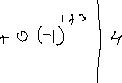 + 0 (-1)^{1+3} | 4